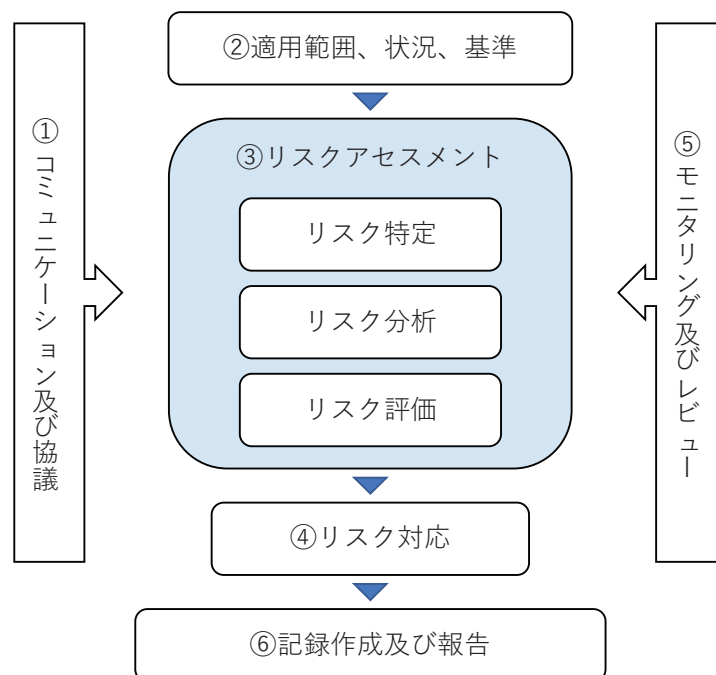 ②適用範囲、状況、基準
①コミュニケーション及び協議
③リスクアセスメント
リスク特定
リスク分析
リスク評価
⑤モニタリング及びレビュー
④リスク対応
⑥記録作成及び報告